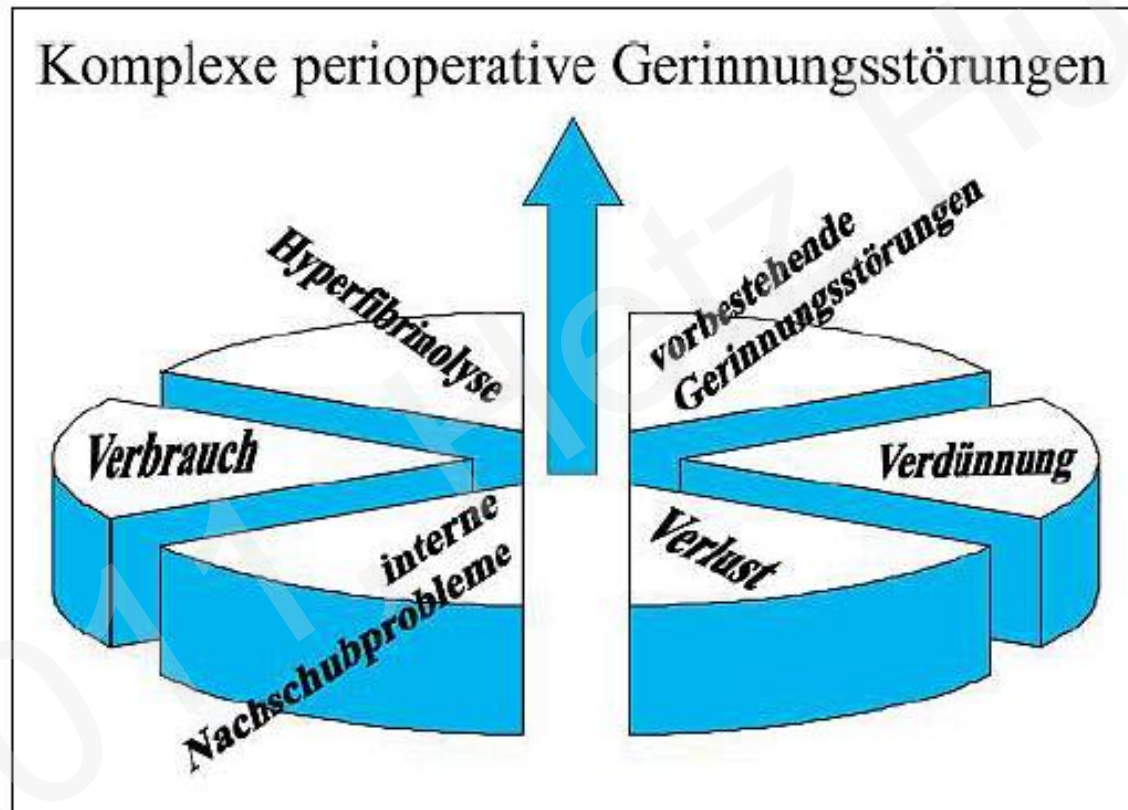 Komplexe perioperative Gerinnungsstörungen
Hyperfibrinolyse
vorbestehende
Gerinnungsstörungen
Verbrauch
Verdünnung
interne
Nachschubprobleme
Verlust